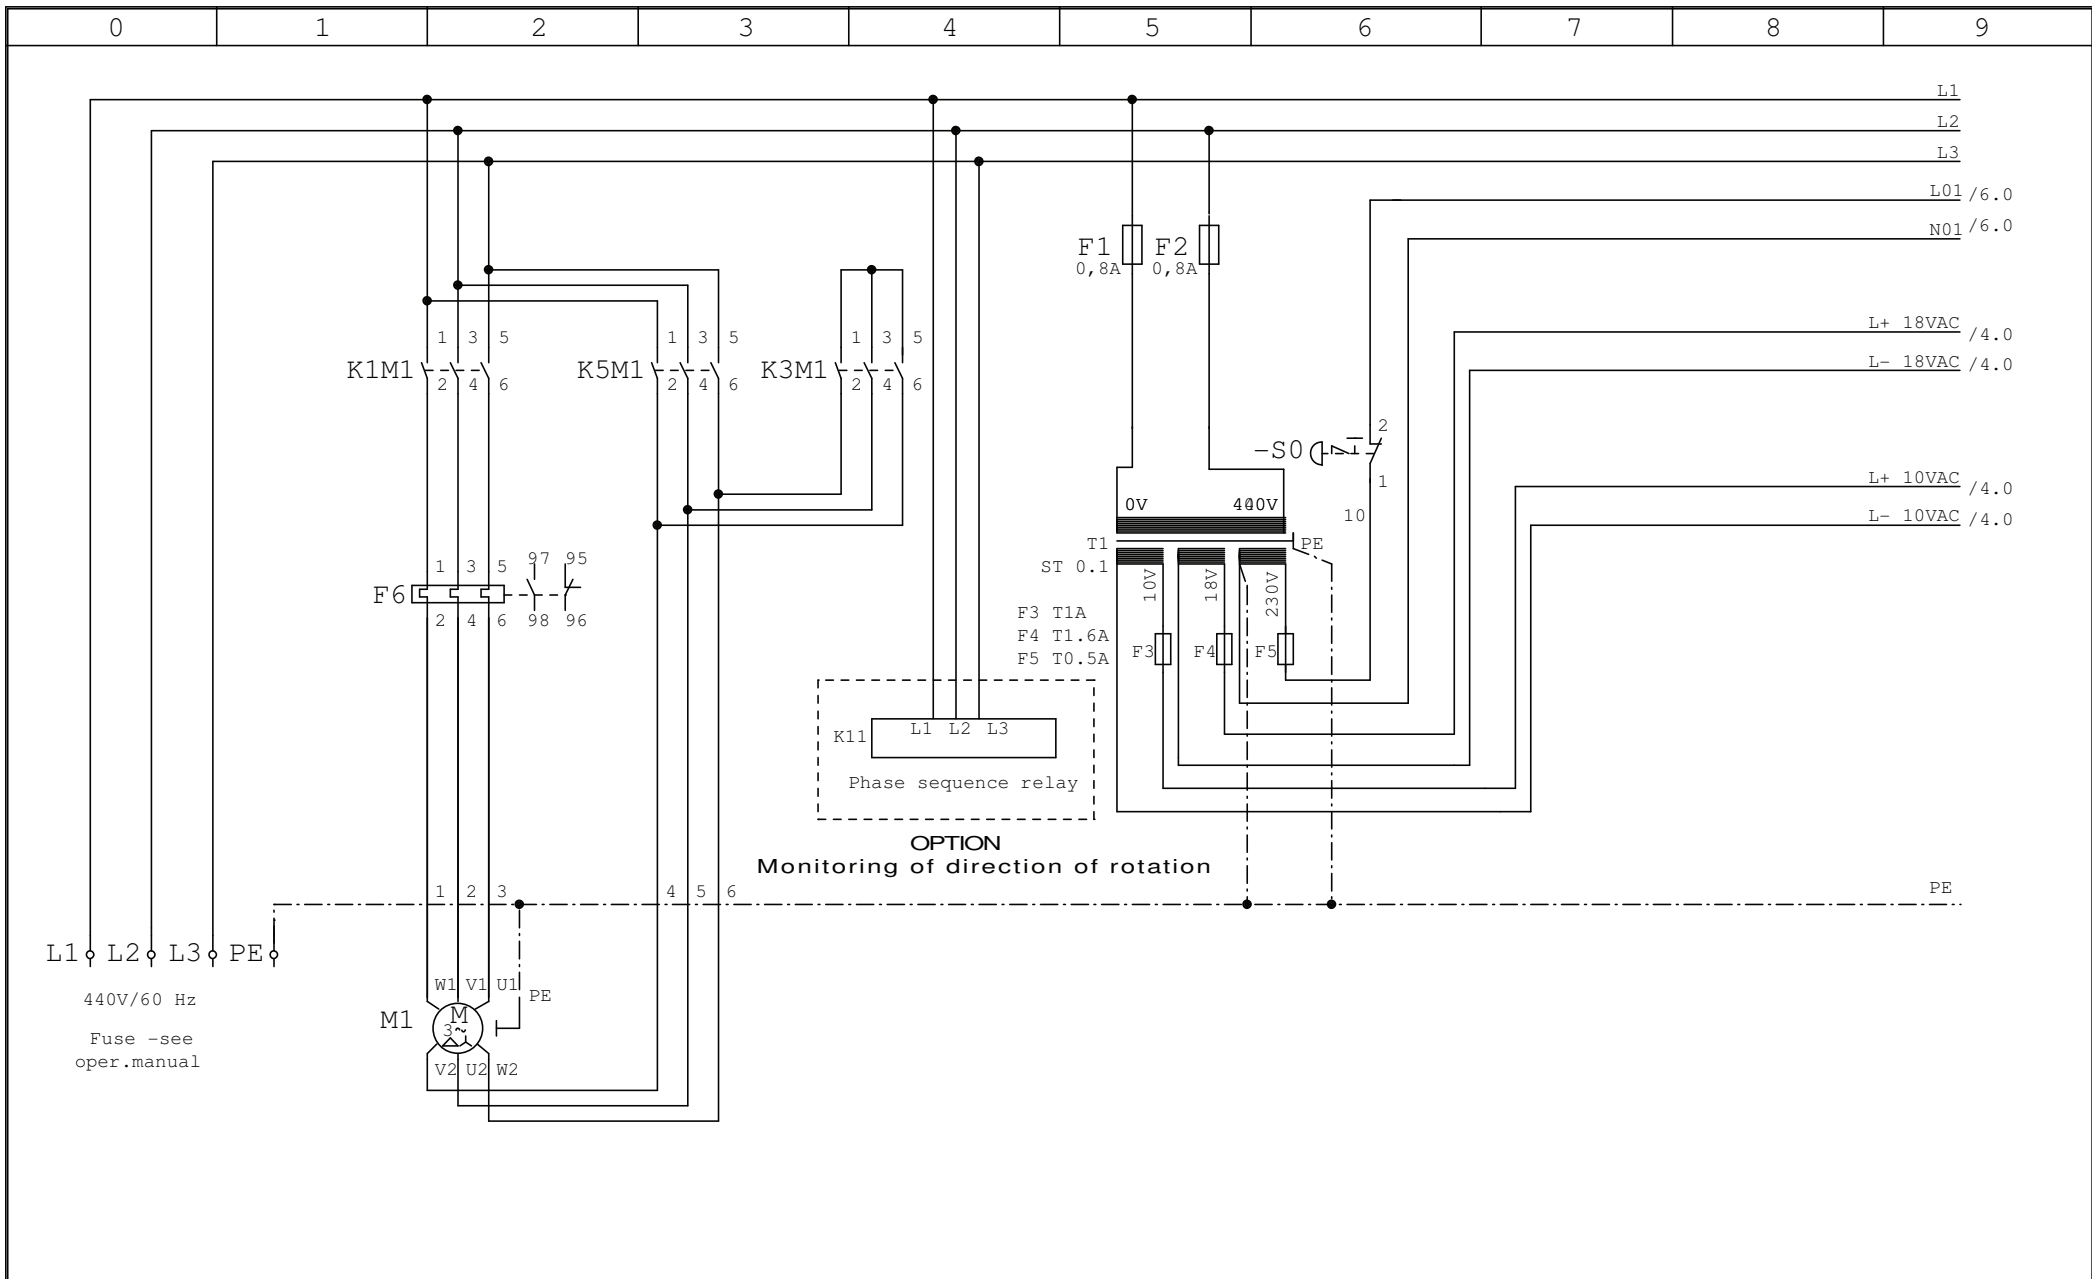 0 1 2 3 4 5 6 7 8 9
L1
L2
L3
L01 /6.0
N01 /6.0
F1 F2
0,8A 0,8A
L+ 18VAC /4.0
L- 18VAC /4.0
1 3 5 1 3 5 1 3 5
K1M1 K5M1 K3M1
2 4 6 2 4 6 2 4 6
2
-S0
1
L+ 10VAC /4.0
L- 10VAC /4.0
0V 440V
10
T1 PE
ST 0.1
10V 18V 230V
1 3 5 97 95
F6
2 4 6 98 96
F3 T1A
F4 T1.6A
F5 T0.5A
F3 F4 F5
L1 L2 L3
K11
Phase sequence relay
OPTION
Monitoring of direction of rotation
1 2 3 4 5 6
PE
L1 L2 L3 PE
440V/60 Hz
Fuse -see
oper.manual
W1 V1 U1
PE
M1
M
3~
V2 U2 W2